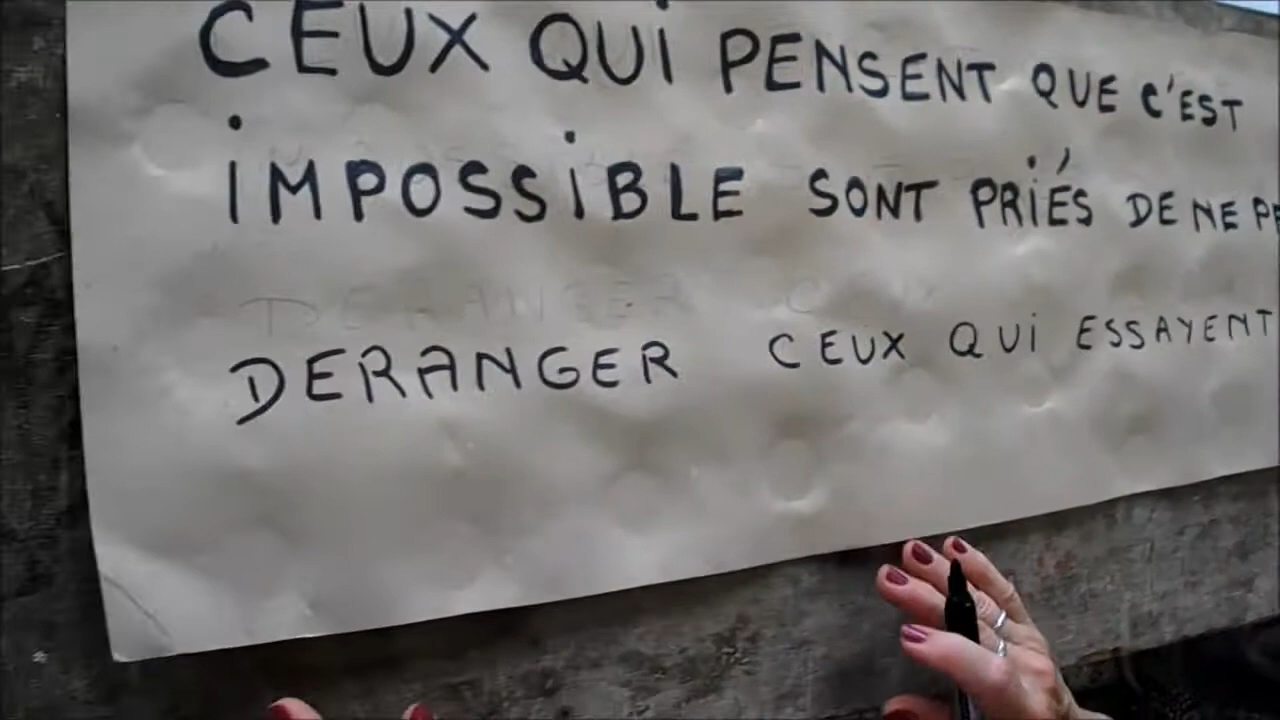 CEUX QUI PENSENT QUE C'EST
IMPOSSIBLE SONT PRIÉS DE NE
DERANGER CEUX QUI ESSAYENT